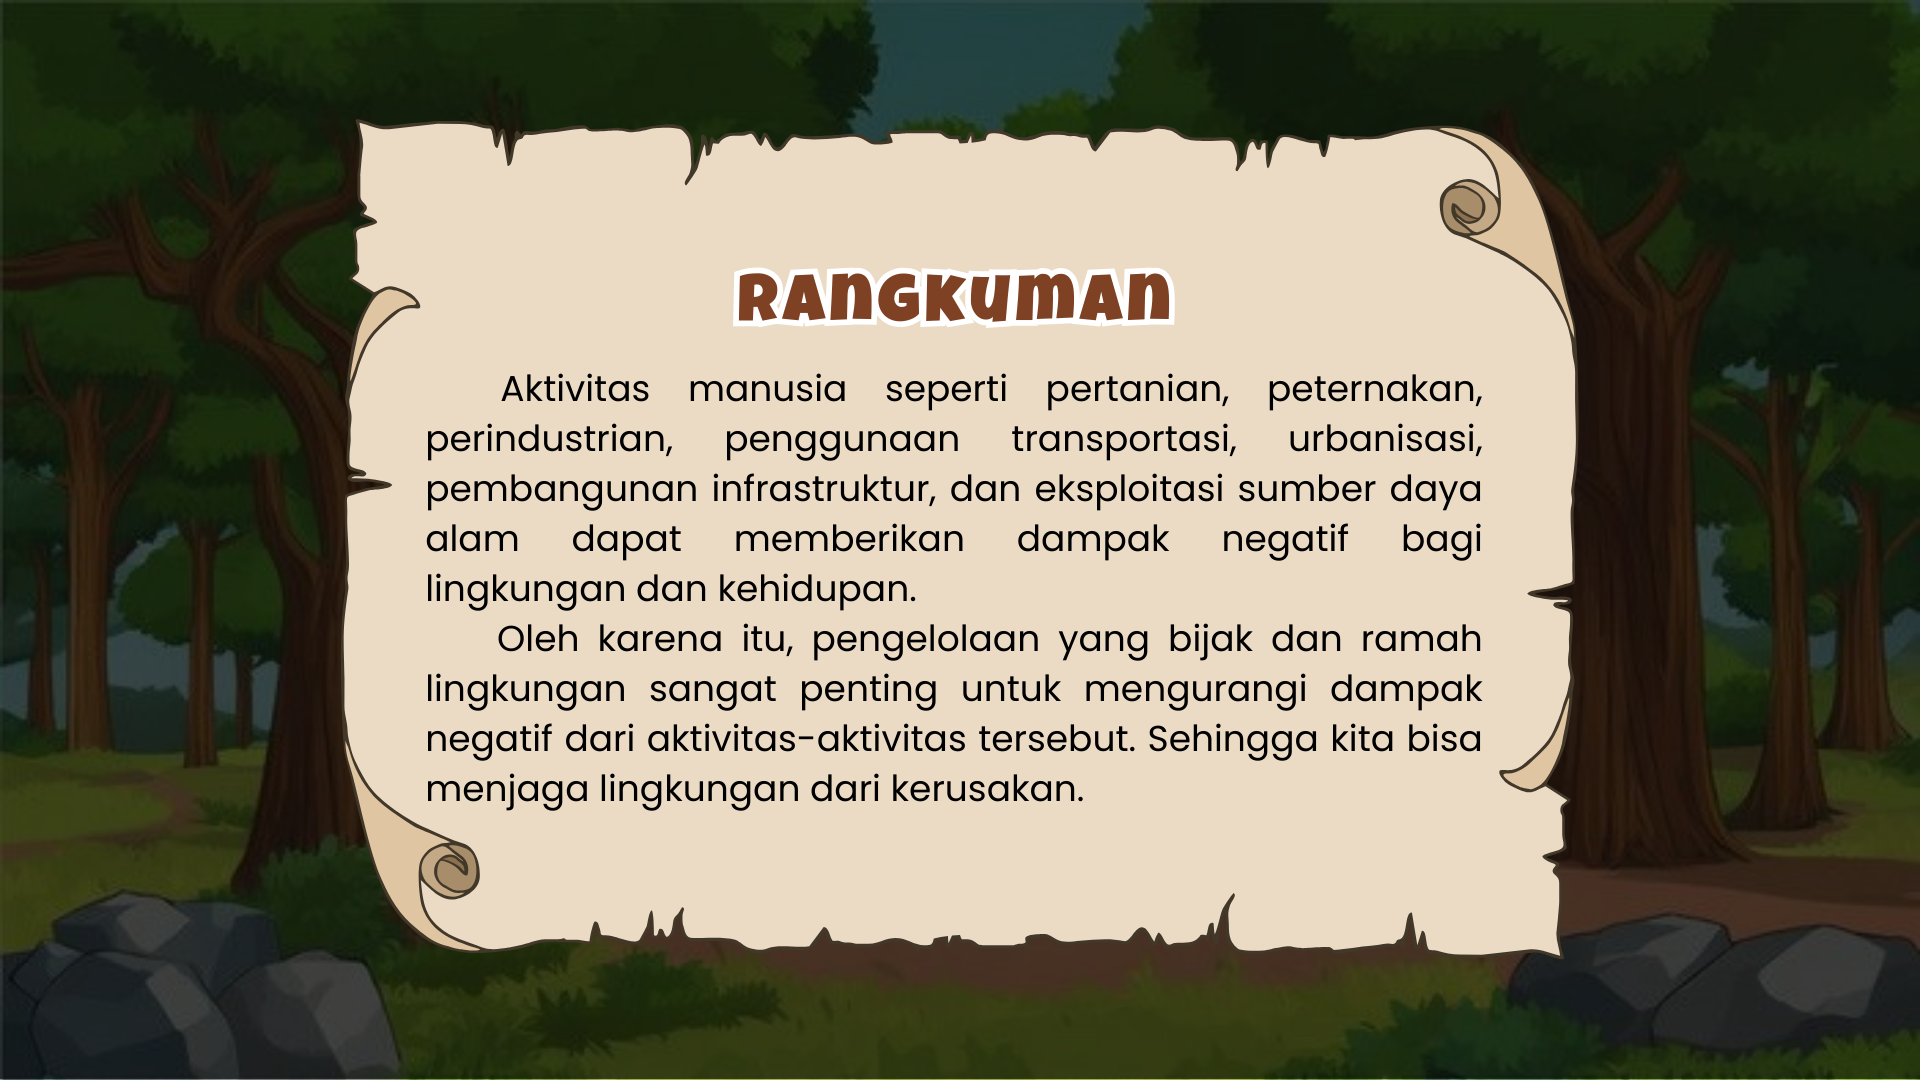 RANGKUMAN
Aktivitas manusia seperti pertanian, peternakan,
perindustrian, penggunaan transportasi, urbanisasi,
pembangunan infrastruktur, dan eksploitasi sumber daya
alam dapat memberikan dampak negatif bagi
lingkungan dan kehidupan.
Oleh karena itu, pengelolaan yang bijak dan ramah
lingkungan sangat penting untuk mengurangi dampak
negatif dari aktivitas-aktivitas tersebut. Sehingga kita bisa
menjaga lingkungan dari kerusakan.